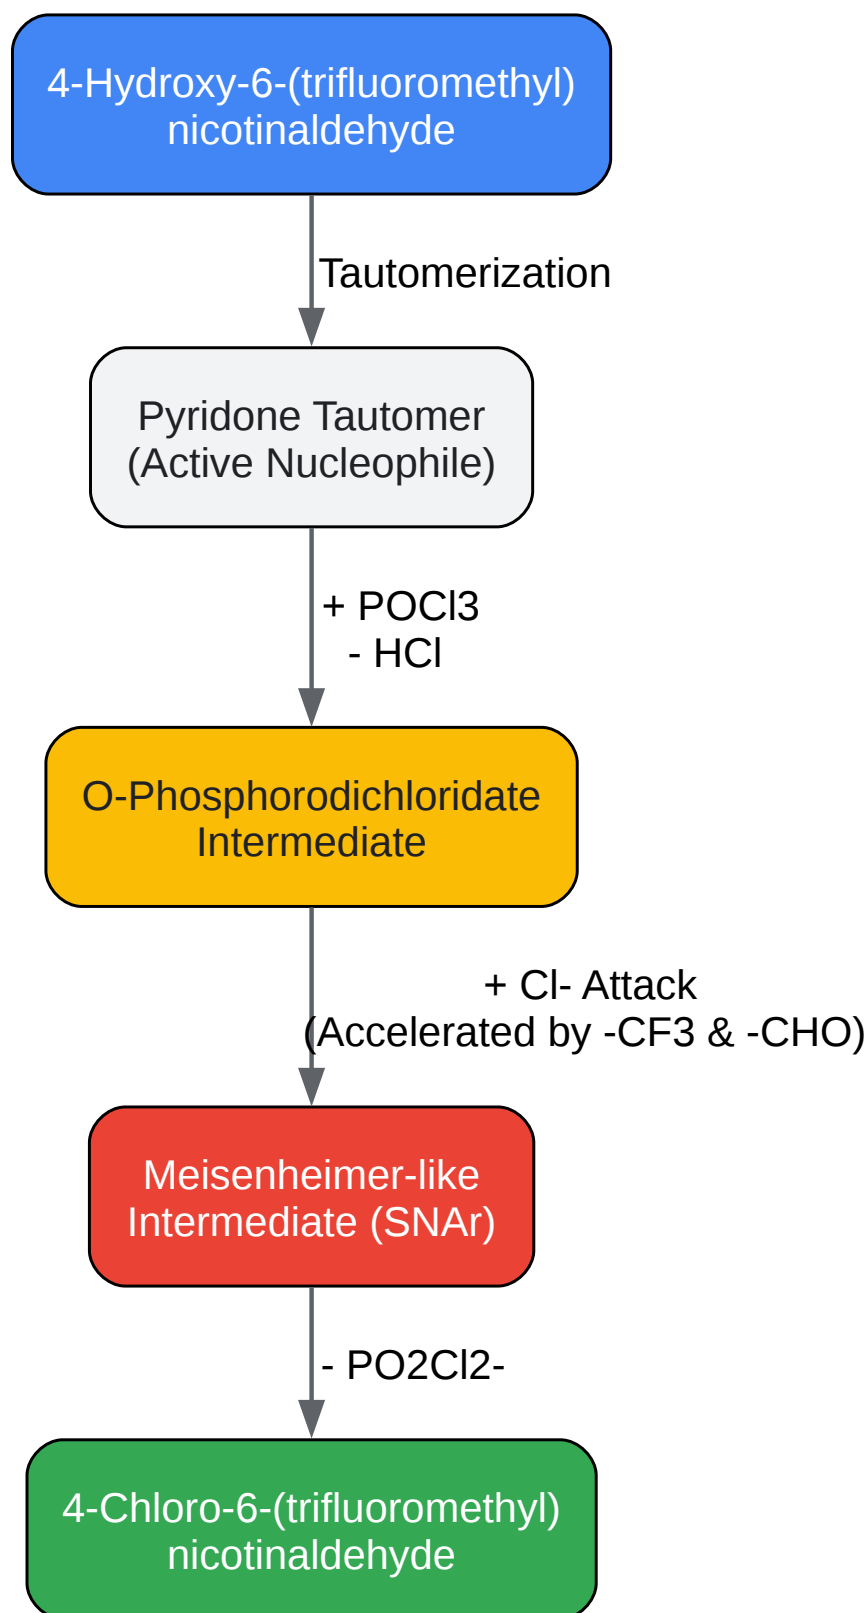 4-Hydroxy-6-(trifluoromethyl)
nicotinaldehyde
Tautomerization
Pyridone Tautomer
(Active Nucleophile)
+ POCl3
- HCl
O-Phosphorodichloridate
Intermediate
+ Cl- Attack
(Accelerated by -CF3 & -CHO)
Meisenheimer-like
Intermediate (SNAr)
- PO2Cl2-
4-Chloro-6-(trifluoromethyl)
nicotinaldehyde